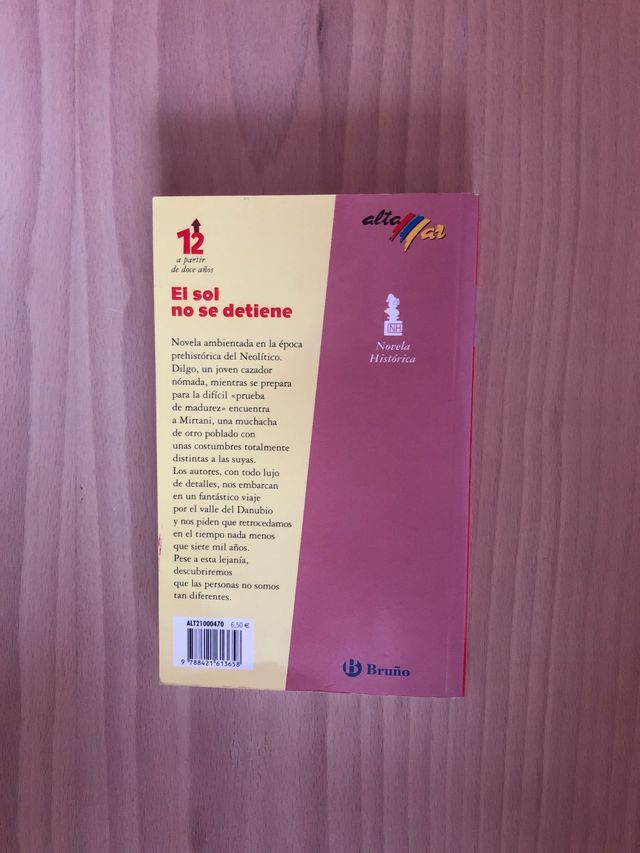 12
a partir
de doce años
El sol
no se detiene
Novela ambientada en la época
prehistórica del Neolítico.
Dilgo, un joven cazador
nómada, mientras se prepara
para la difícil «prueba
de madurez» encuentra
a Mirtani, una muchacha
de otro poblado con
unas costumbres totalmente
distintas a las suyas.
Los autores, con todo lujo
de detalles, nos embarcan
en un fantástico viaje
por el valle del Danubio
y nos piden que retrocedamos
en el tiempo nada menos
que siete mil años.
Pese a esta lejanía,
descubriremos
que las personas no somos
tan diferentes.
ALT21000470 6,50 €
9 788421 613658
alta
mar
NH
Novela
Histórica
B Bruño